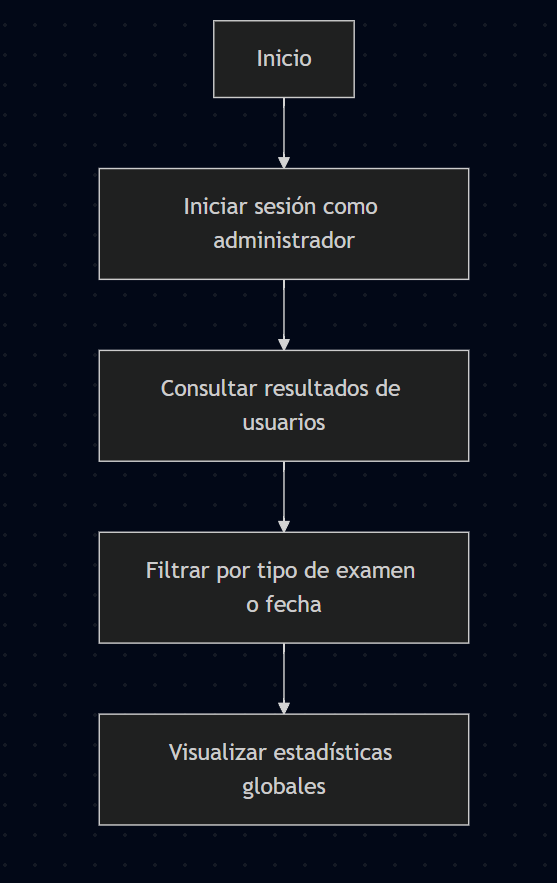 Inicio
Iniciar sesión como
administrador
Consultar resultados de
usuarios
Filtrar por tipo de examen
o fecha
Visualizar estadísticas
globales